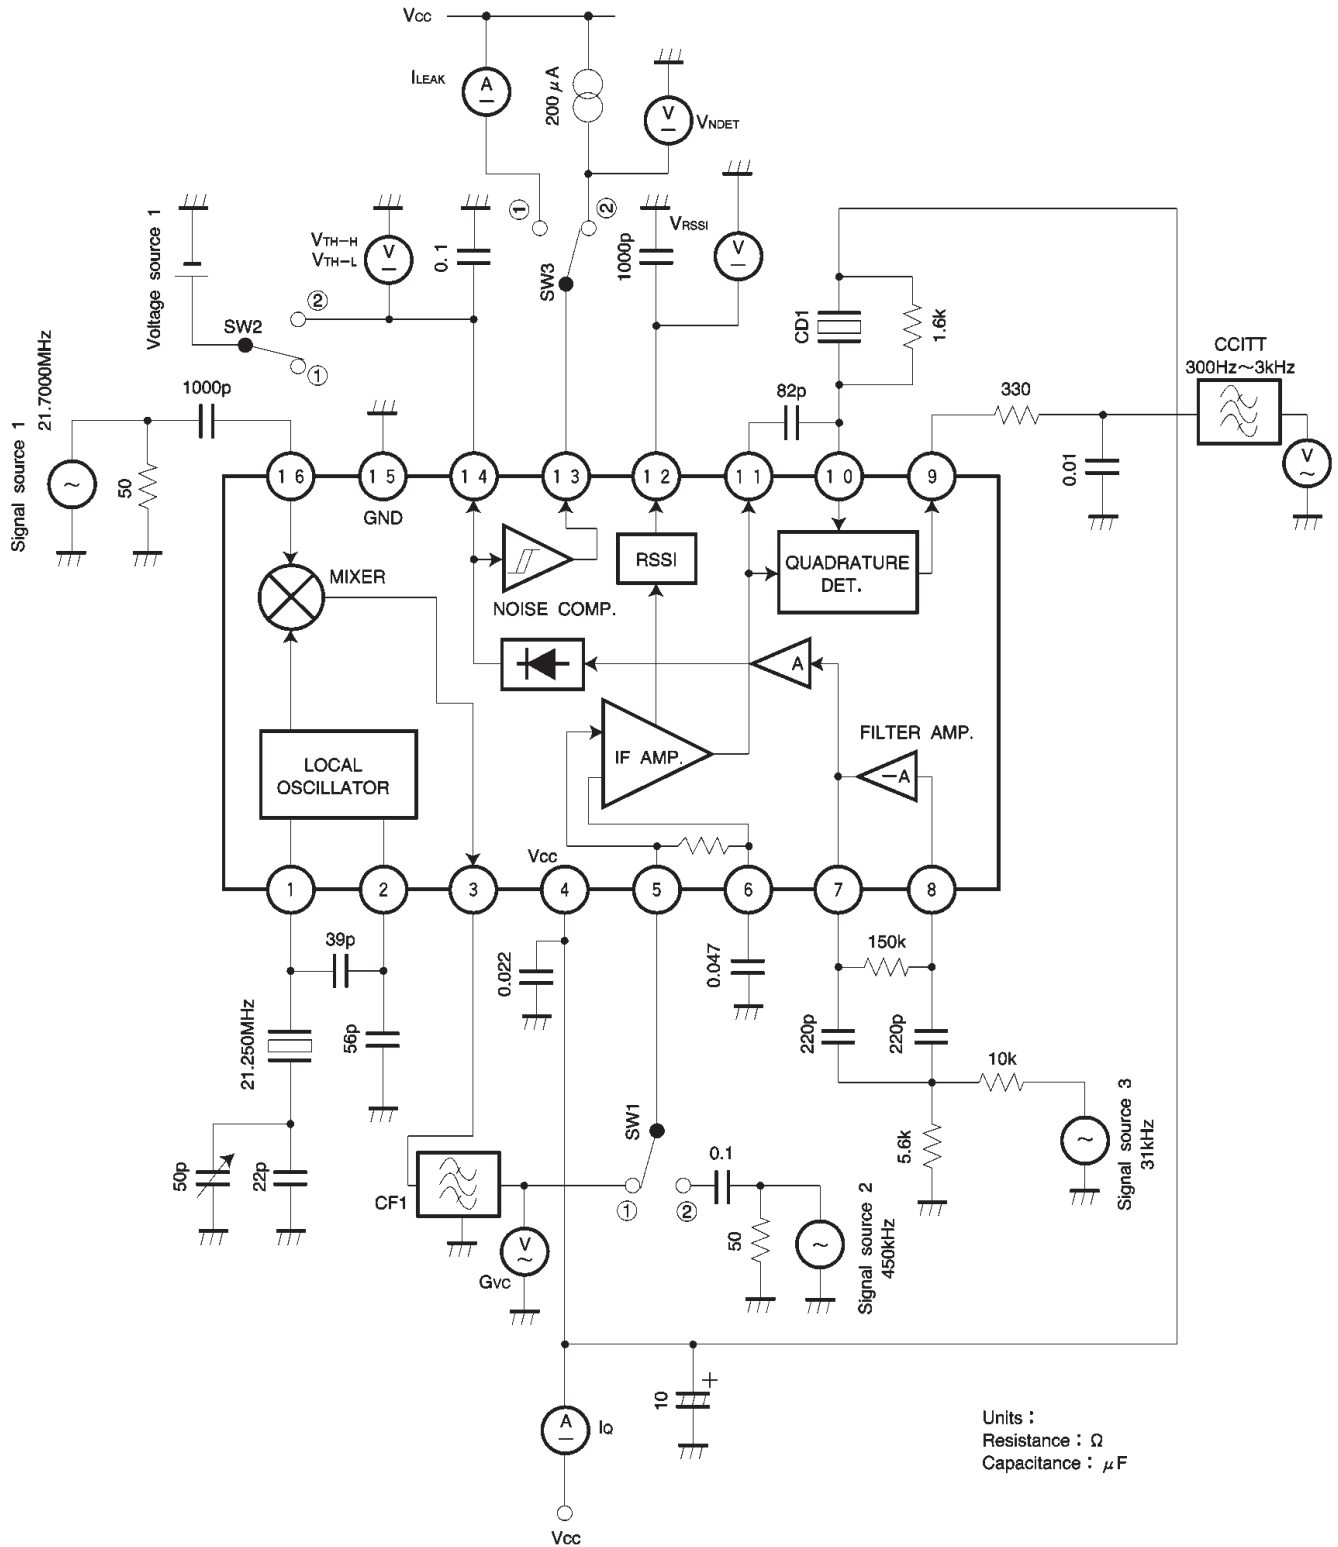 Vcc
ILEAK
A
200 μA
V
VNDET
Voltage source 1
VTH-H
VTH-L
V
0. 1
①
②
SW3
1000p
VRSSI
V
②
SW2
①
CD1
1.6k
CCITT
300Hz～3kHz
Signal source 1
21.7000MHz
1000p
82p
330
50
0.01
V
16
15
14
13
12
11
10
9
GND
MIXER
NOISE COMP.
RSSI
QUADRATURE
DET.
A
LOCAL
OSCILLATOR
IF AMP.
FILTER AMP.
−A
Vcc
1
2
3
4
5
6
7
8
39p
0.022
0.047
150k
21.250MHz
56p
220p
220p
10k
SW1
5.6k
Signal source 3
31kHz
50p
22p
CF1
①
②
0.1
50
Signal source 2
450kHz
V
GVC
10
+
A
IQ
Vcc
Units :
Resistance : Ω
Capacitance : μF